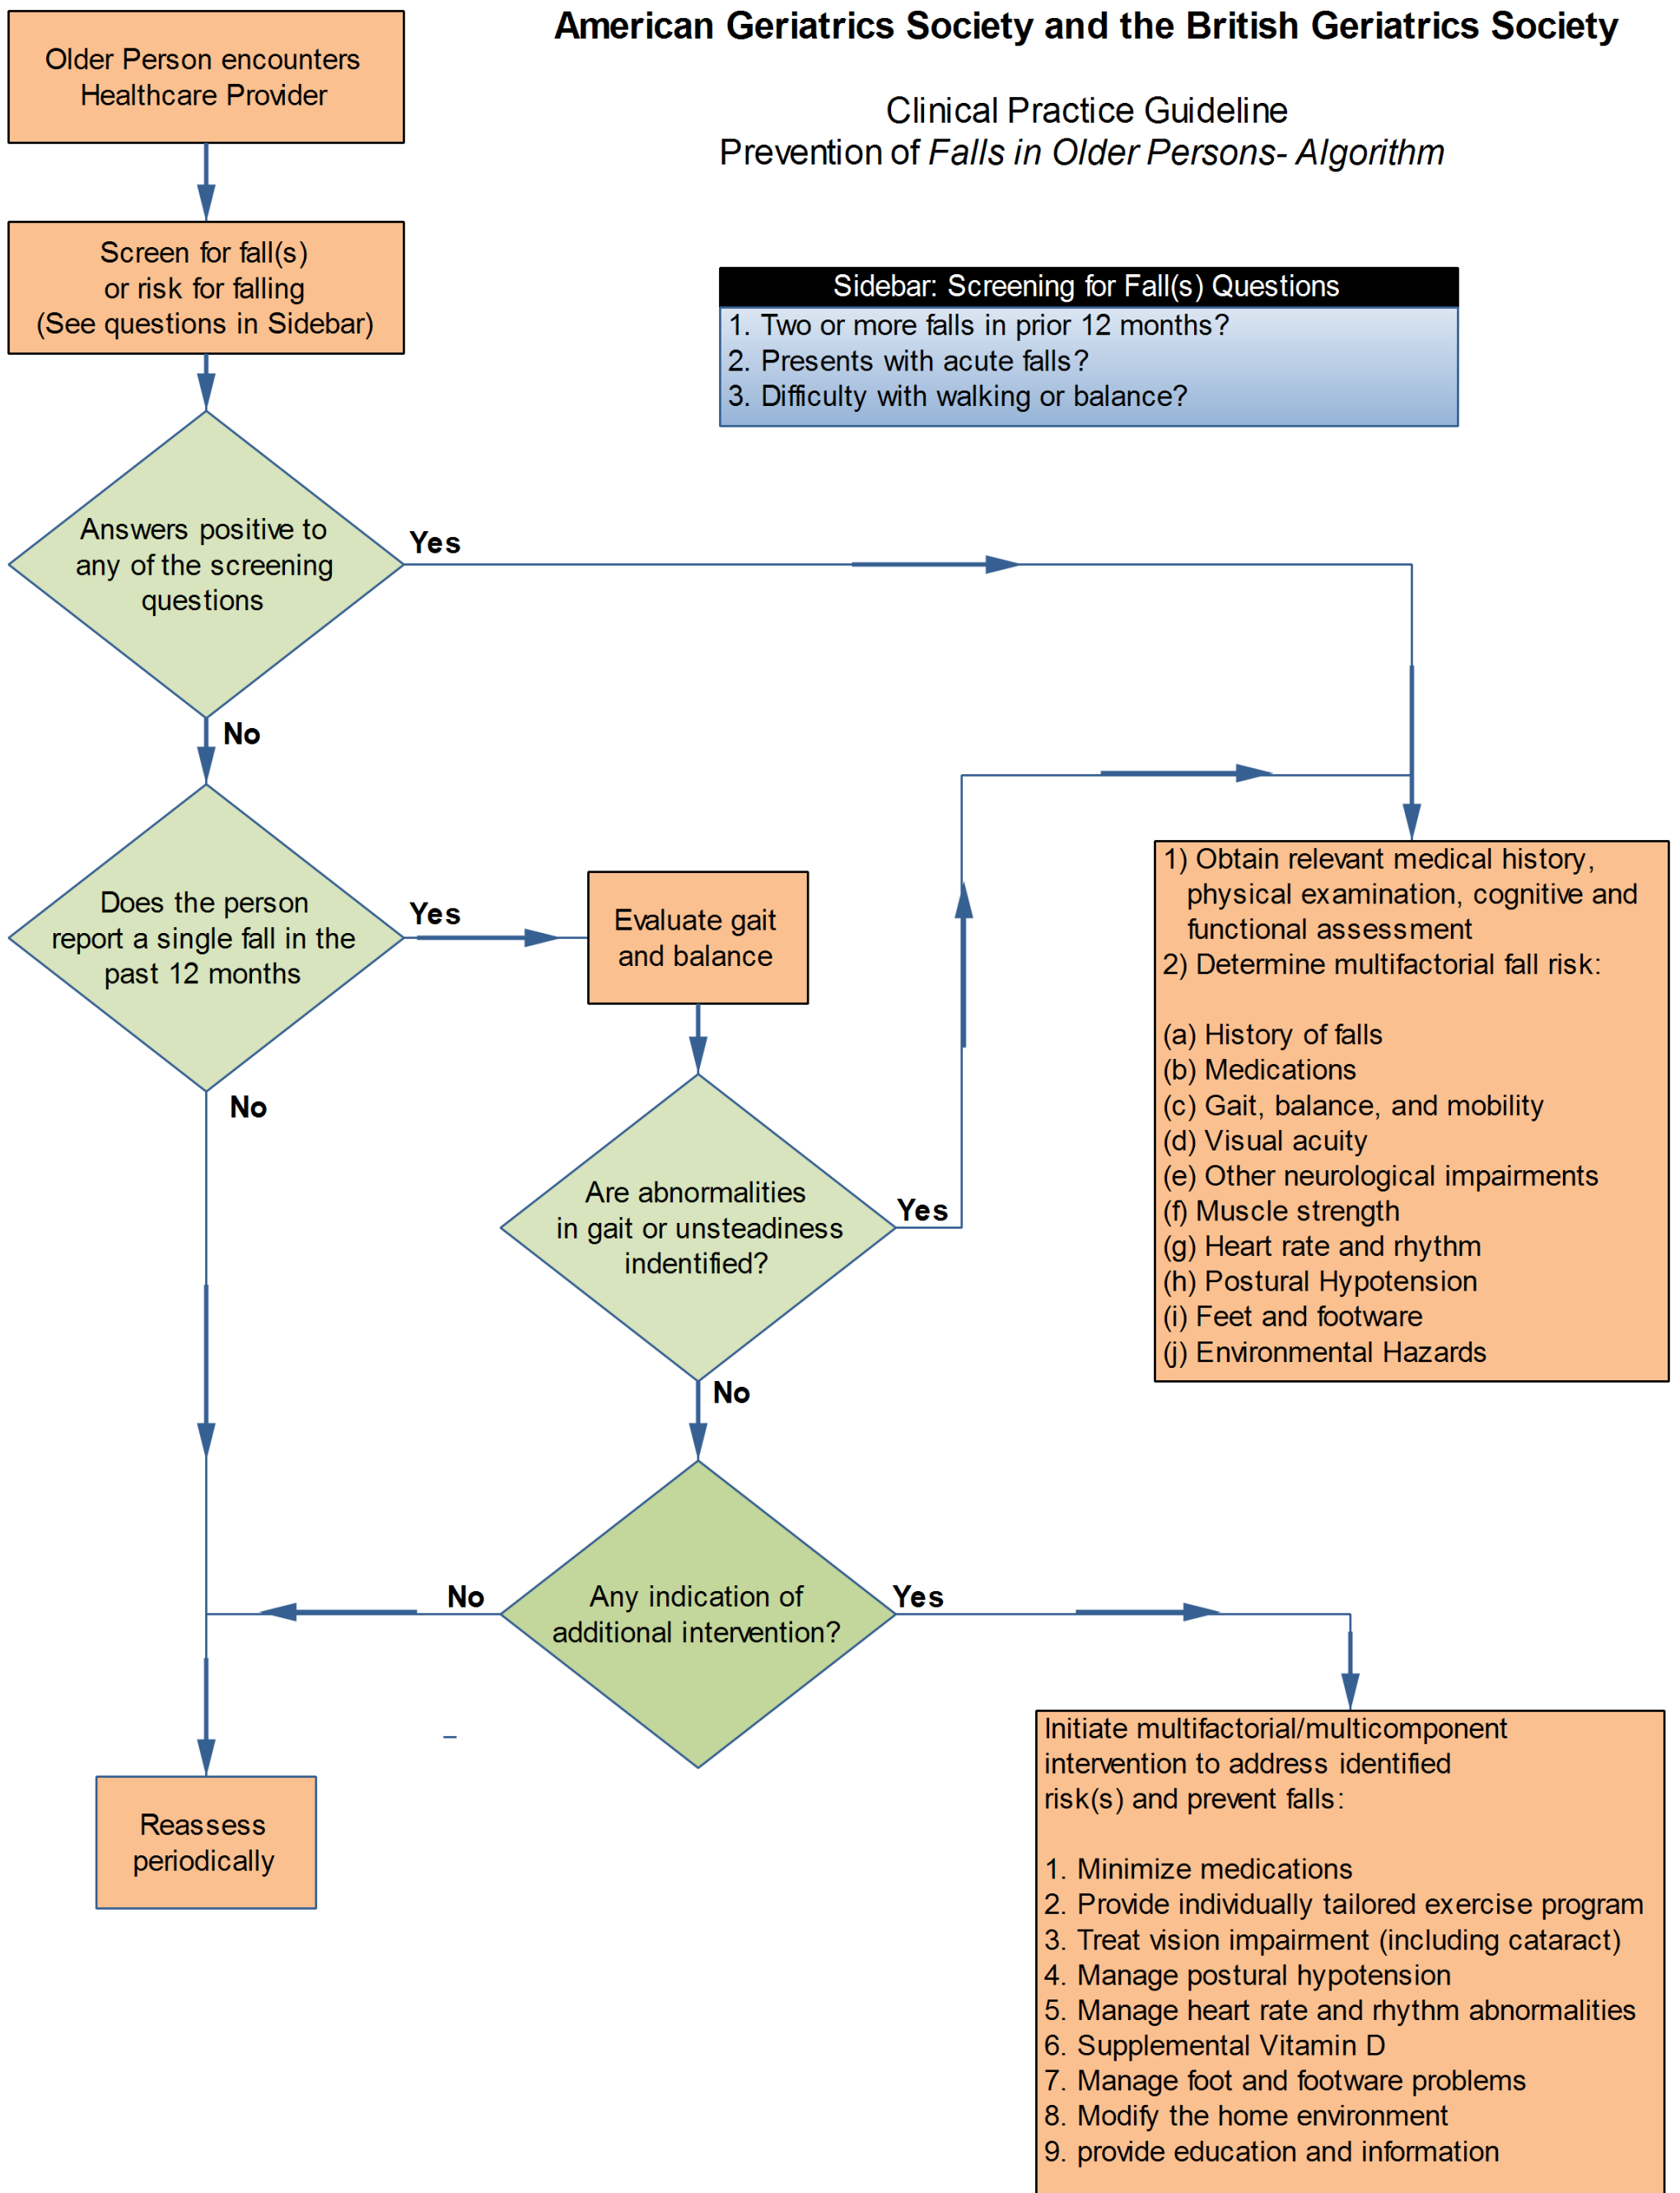 American Geriatrics Society and the British Geriatrics Society
Clinical Practice Guideline
Prevention of Falls in Older Persons- Algorithm
Older Person encounters
Healthcare Provider
Screen for fall(s)
or risk for falling
(See questions in Sidebar)
Sidebar: Screening for Fall(s) Questions
1. Two or more falls in prior 12 months?
2. Presents with acute falls?
3. Difficulty with walking or balance?
Answers positive to
any of the screening
questions
Yes
No
Does the person
report a single fall in the
past 12 months
Yes
No
Evaluate gait
and balance
Are abnormalities
in gait or unsteadiness
indentified?
Yes
No
1) Obtain relevant medical history,
physical examination, cognitive and
functional assessment
2) Determine multifactorial fall risk:
(a) History of falls
(b) Medications
(c) Gait, balance, and mobility
(d) Visual acuity
(e) Other neurological impairments
(f) Muscle strength
(g) Heart rate and rhythm
(h) Postural Hypotension
(i) Feet and footware
(j) Environmental Hazards
Any indication of
additional intervention?
No
Yes
Reassess
periodically
Initiate multifactorial/multicomponent
intervention to address identified
risk(s) and prevent falls:
1. Minimize medications
2. Provide individually tailored exercise program
3. Treat vision impairment (including cataract)
4. Manage postural hypotension
5. Manage heart rate and rhythm abnormalities
6. Supplemental Vitamin D
7. Manage foot and footware problems
8. Modify the home environment
9. provide education and information